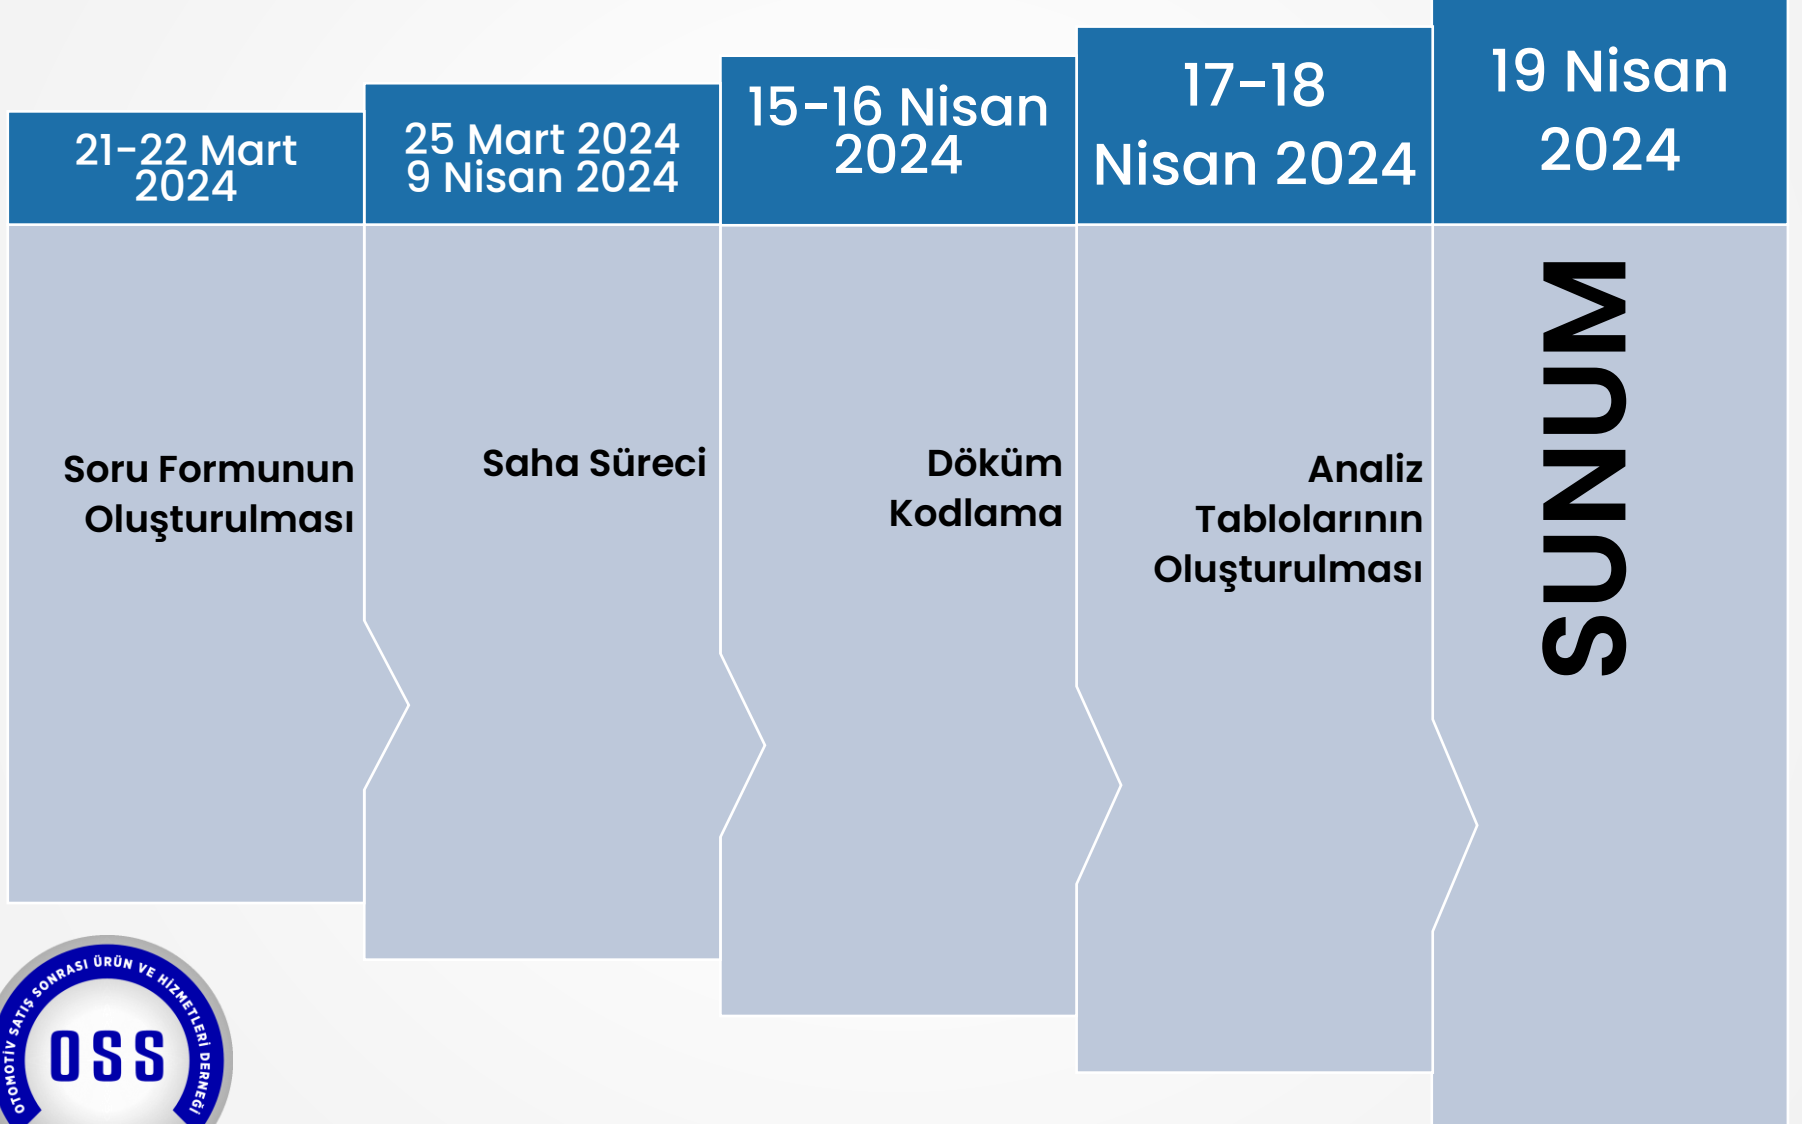 21-22 Mart
2024
Soru Formunun
Oluşturulması
25 Mart 2024
9 Nisan 2024
Saha Süreci
15-16 Nisan
2024
Döküm
Kodlama
17-18
Nisan 2024
Analiz
Tablolarının
Oluşturulması
19 Nisan
2024
SUNUM
OTOMOTİV SATIŞ SONRASI ÜRÜN VE HİZMETLERİ DERNEĞİ
OSS